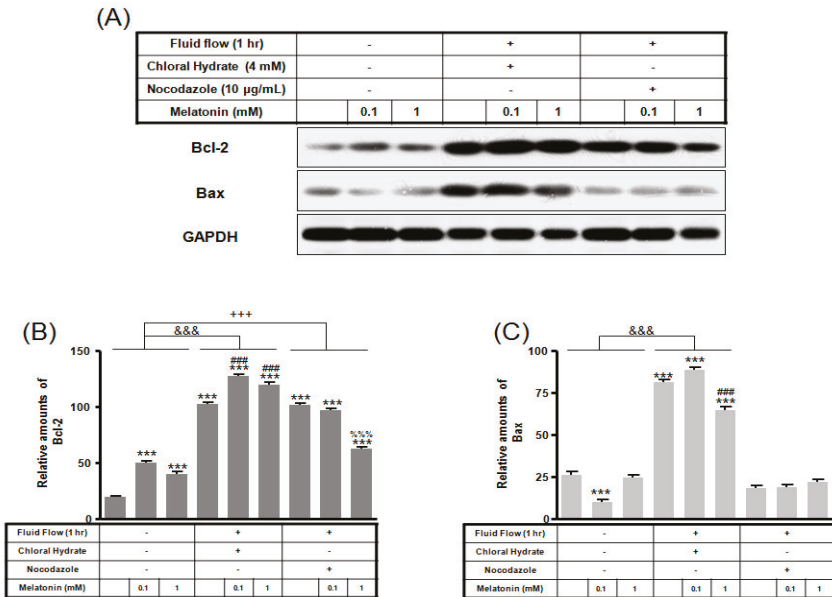 (A)
Fluid flow (1 hr) - + +
Chloral Hydrate (4 mM) - + -
Nocodazole (10 µg/mL) - - +
Melatonin (mM) 0.1 1 0.1 1 0.1 1
Bcl-2
Bax
GAPDH
(B)
+++
&&&
Relative amounts of
Bcl-2
150
100
50
0
***
***
***
###
***
###
***
***
***
%%%
***
Fluid Flow (1 hr) - + +
Chloral Hydrate - + -
Nocodazole - - +
Melatonin (mM) 0.1 1 0.1 1 0.1 1
(C)
&&&
Relative amounts of
Bax
100
75
50
25
0
***
***
***
###
***
Fluid Flow (1 hr) - + +
Chloral Hydrate - + -
Nocodazole - - +
Melatonin (mM) 0.1 1 0.1 1 0.1 1